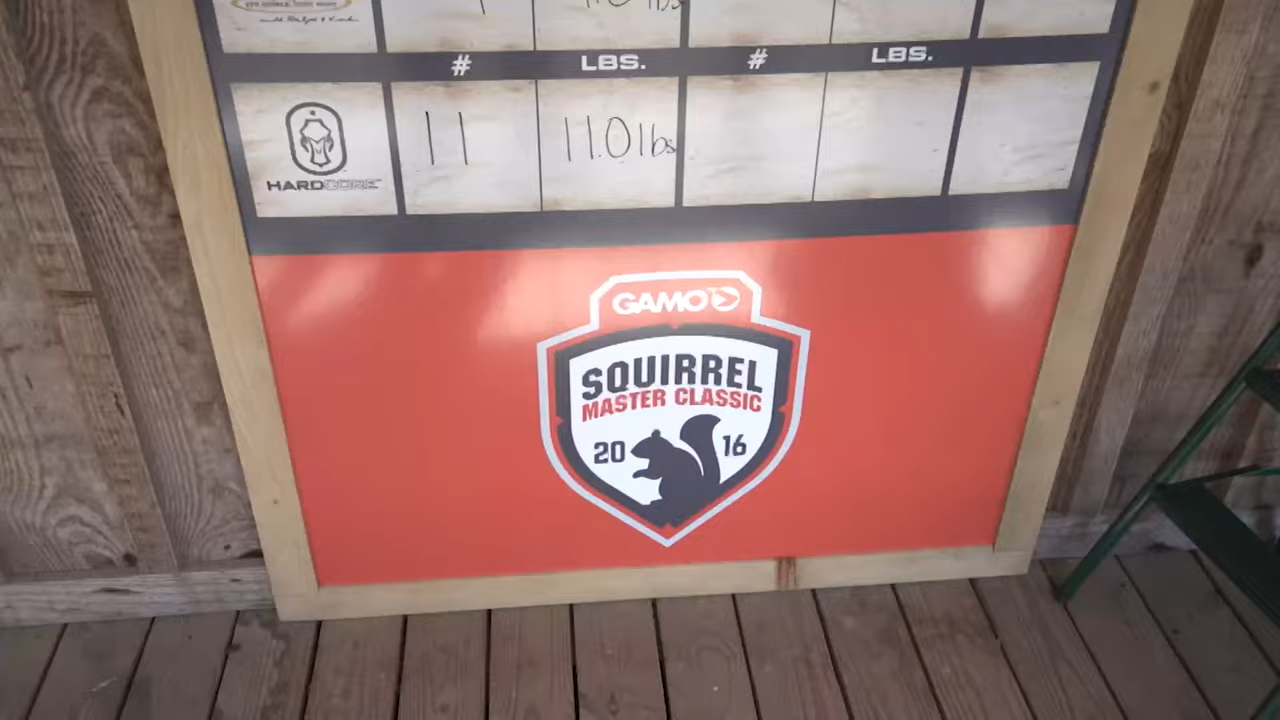 # LBS. # LBS.
HARDCORE 11 11.0 lbs
GAMO
SQUIRREL
MASTER CLASSIC
20 16